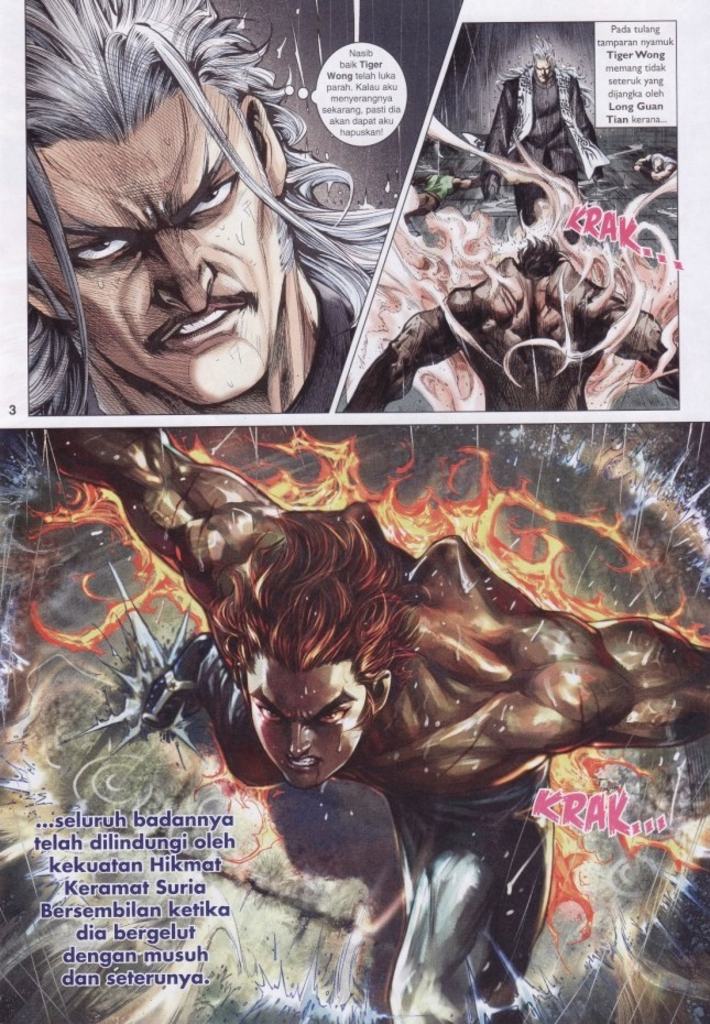 Nasib
baik Tiger
Wong telah luka
parah. Kalau aku
menyerangnya
sekarang, pasti dia
akan dapat aku
hapuskan!
Pada tulang
tamparan nyamuk
Tiger Wong
memang tidak
seteruk yang
dijangka oleh
Long Guan
Tian kerana...
KRAK...
3
...seluruh badannya
telah dilindungi oleh
kekuatan Hikmat
Keramat Suria
Bersembilan ketika
dia bergelut
dengan musuh
dan seterunya.
KRAK...